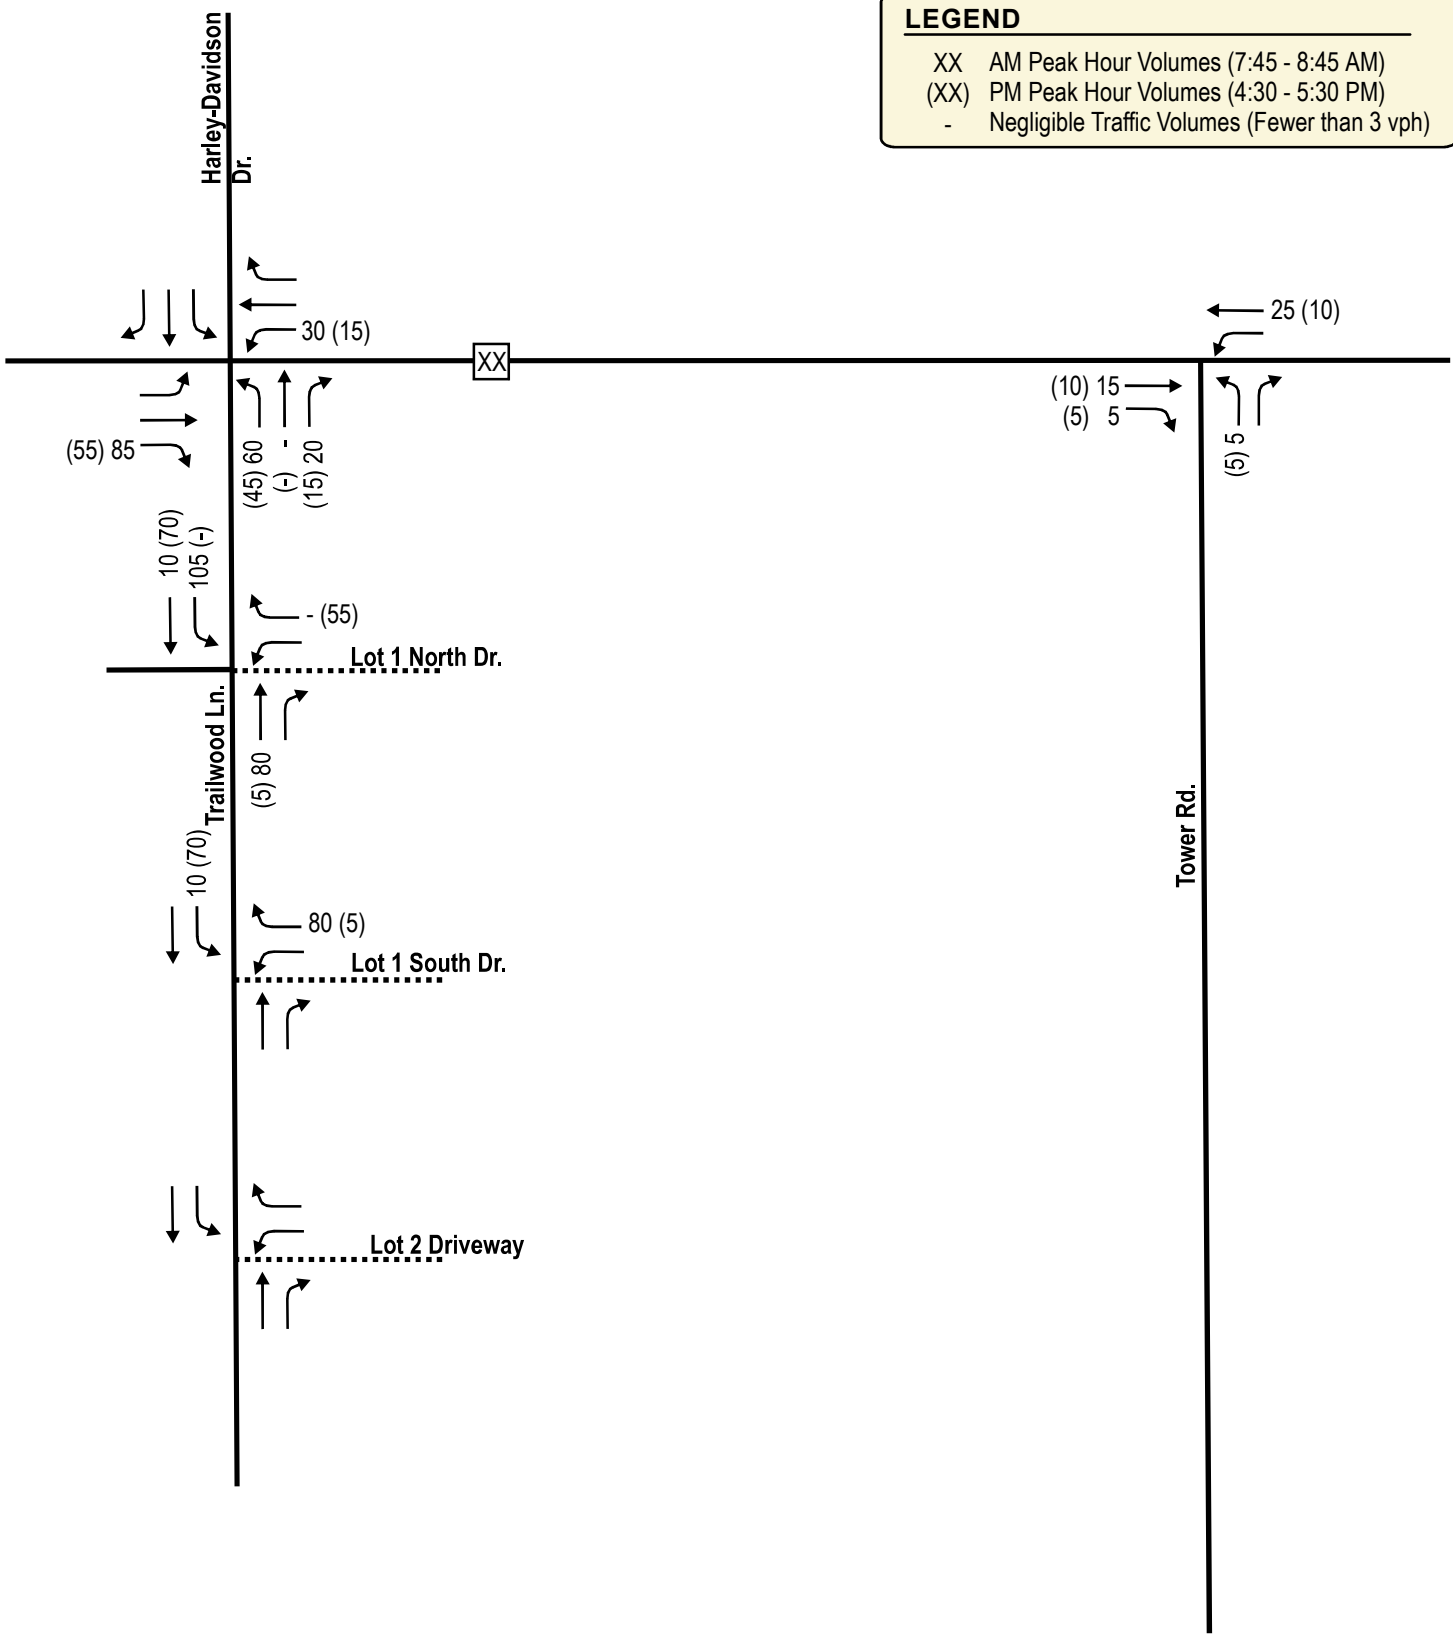 LEGEND
XX AM Peak Hour Volumes (7:45 - 8:45 AM)
(XX) PM Peak Hour Volumes (4:30 - 5:30 PM)
- Negligible Traffic Volumes (Fewer than 3 vph)
Harley-Davidson
Dr.
30 (15)
XX
25 (10)
(10) 15
(5) 5
(5) 5
(55) 85
(45) 60
(-) -
(15) 20
10 (70)
105 (-)
- (55)
Lot 1 North Dr.
Trailwood Ln.
(5) 80
Tower Rd.
10 (70)
80 (5)
Lot 1 South Dr.
Lot 2 Driveway